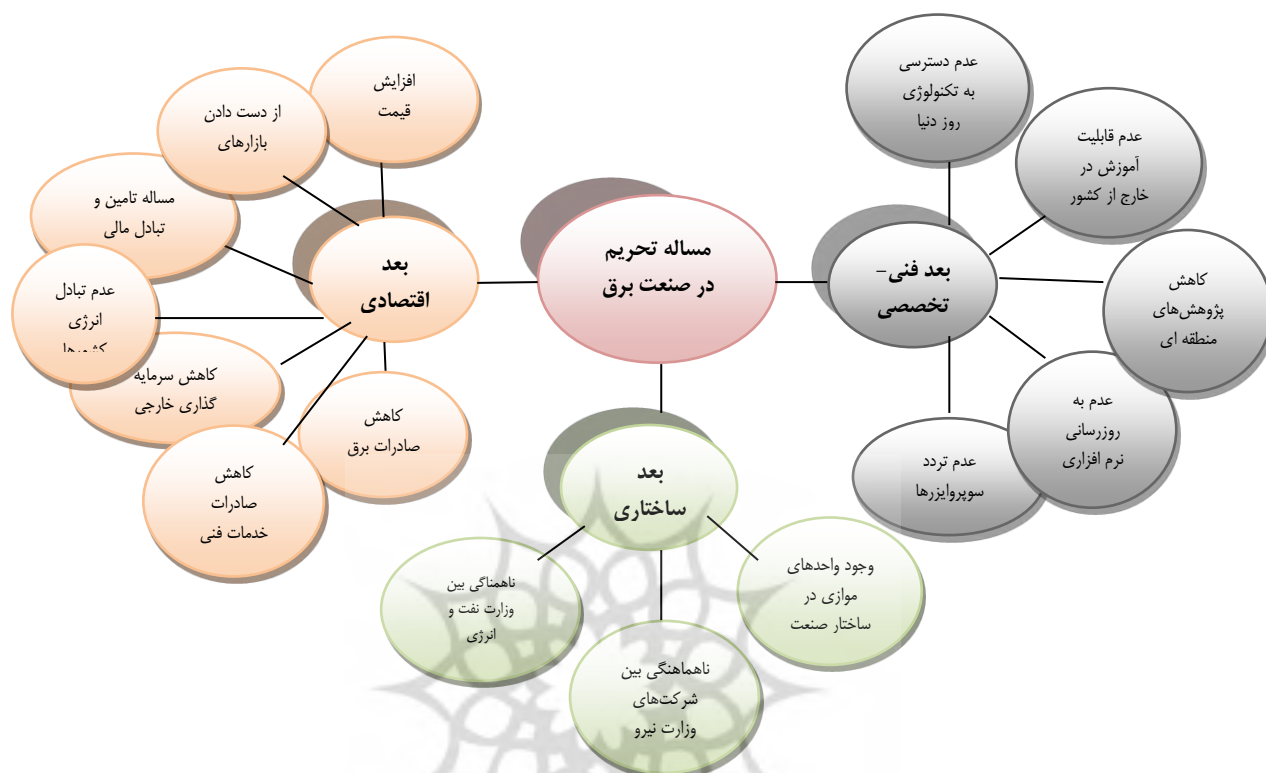 مساله تحریم
در صنعت برق
بعد فنی-
تخصصی
عدم دسترسی
به تکنولوژی
روز دنیا
عدم قابلیت
آموزش در
خارج از کشور
کاهش
پژوهش‌های
منطقه ای
عدم به
روزرسانی
نرم افزاری
عدم تردد
سوپروایزرها
بعد
ساختاری
وجود واحدهای
موازی در
ساختار صنعت
ناهماهنگی بین
شرکت‌های
وزارت نیرو
ناهمناگی بین
وزارت نفت و
انرژی
بعد
اقتصادی
افزایش
قیمت
از دست دادن
بازارهای
مساله تامین و
تبادل مالی
عدم تبادل
انرژی
کشورها
کاهش سرمایه
گذاری خارجی
کاهش
صادرات
خدمات فنی
کاهش
صادرات برق